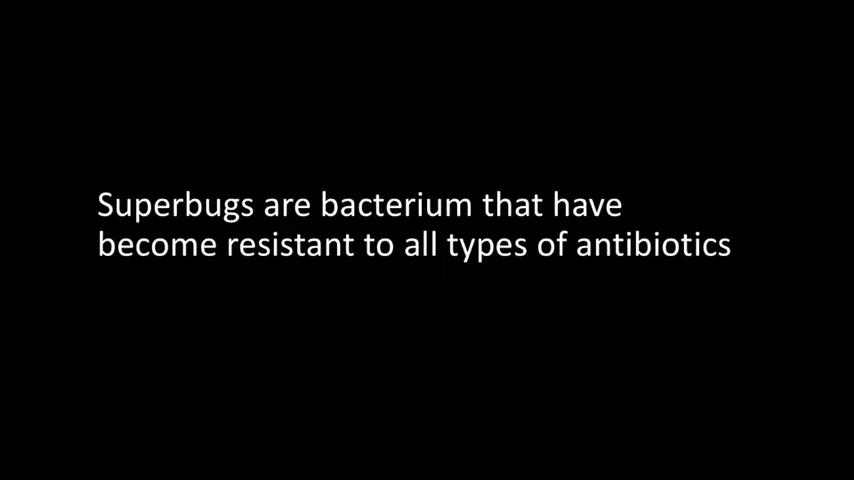 Superbugs are bacterium that have
become resistant to all types of antibiotics